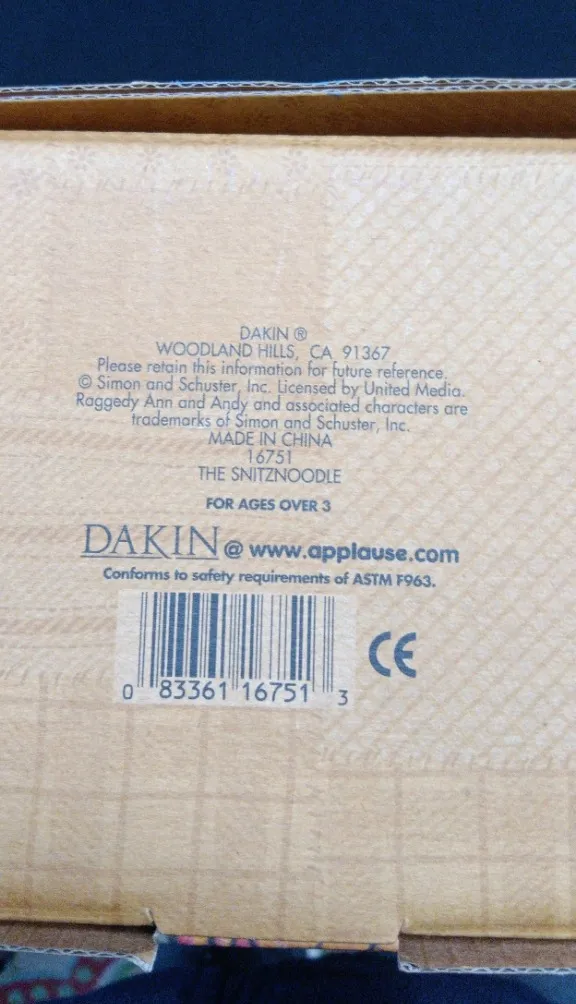 DAKIN ®
WOODLAND HILLS, CA 91367
Please retain this information for future reference.
© Simon and Schuster, Inc. Licensed by United Media.
Raggedy Ann and Andy and associated characters are
trademarks of Simon and Schuster, Inc.
MADE IN CHINA
16751
THE SNITZNOODLE
FOR AGES OVER 3
DAKIN @ www.applause.com
Conforms to safety requirements of ASTM F963.
CE
0 83361 16751 3